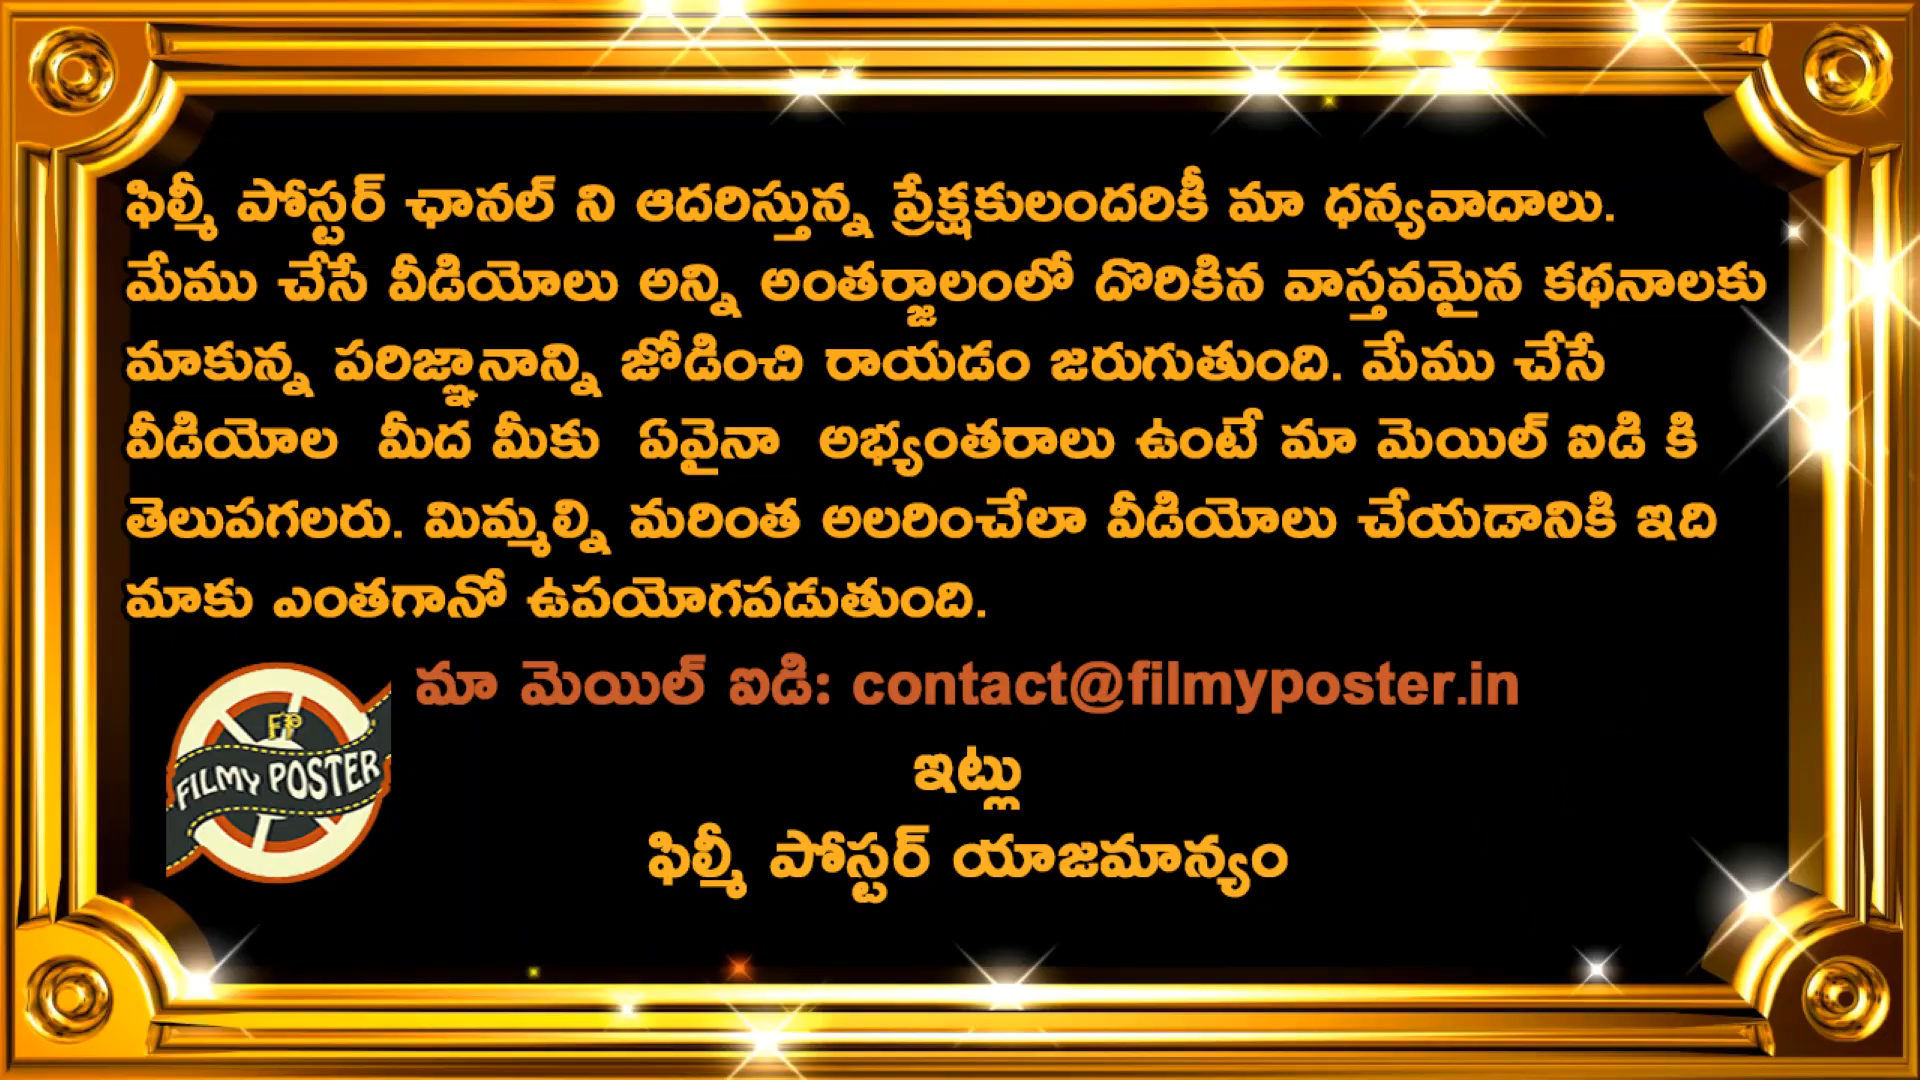 ఫిల్మీ పోస్టర్ ఛానల్ ని ఆదరిస్తున్న ప్రేక్షకులందరికీ మా ధన్యవాదాలు.
మేము చేసే వీడియోలు అన్ని అంతర్జాలంలో దొరికిన వాస్తవమైన కథనాలకు
మాకున్న పరిజ్ఞానాన్ని జోడించి రాయడం జరుగుతుంది. మేము చేసే
వీడియోల మీద మీకు ఏవైనా అభ్యంతరాలు ఉంటే మా మెయిల్ ఐడి కి
తెలుపగలరు. మిమ్మల్ని మరింత అలరించేలా వీడియోలు చేయడానికి ఇది
మాకు ఎంతగానో ఉపయోగపడుతుంది.
మా మెయిల్ ఐడి: contact@filmyposter.in
FP
FILMY POSTER
ఇట్లు
ఫిల్మీ పోస్టర్ యాజమాన్యం